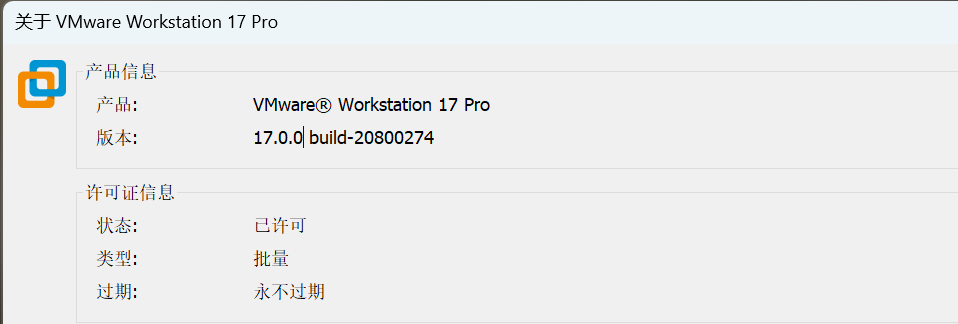 关于 VMware Workstation 17 Pro
产品信息
产品: VMware® Workstation 17 Pro
版本: 17.0.0 build-20800274
许可证信息
状态: 已许可
类型: 批量
过期: 永不过期